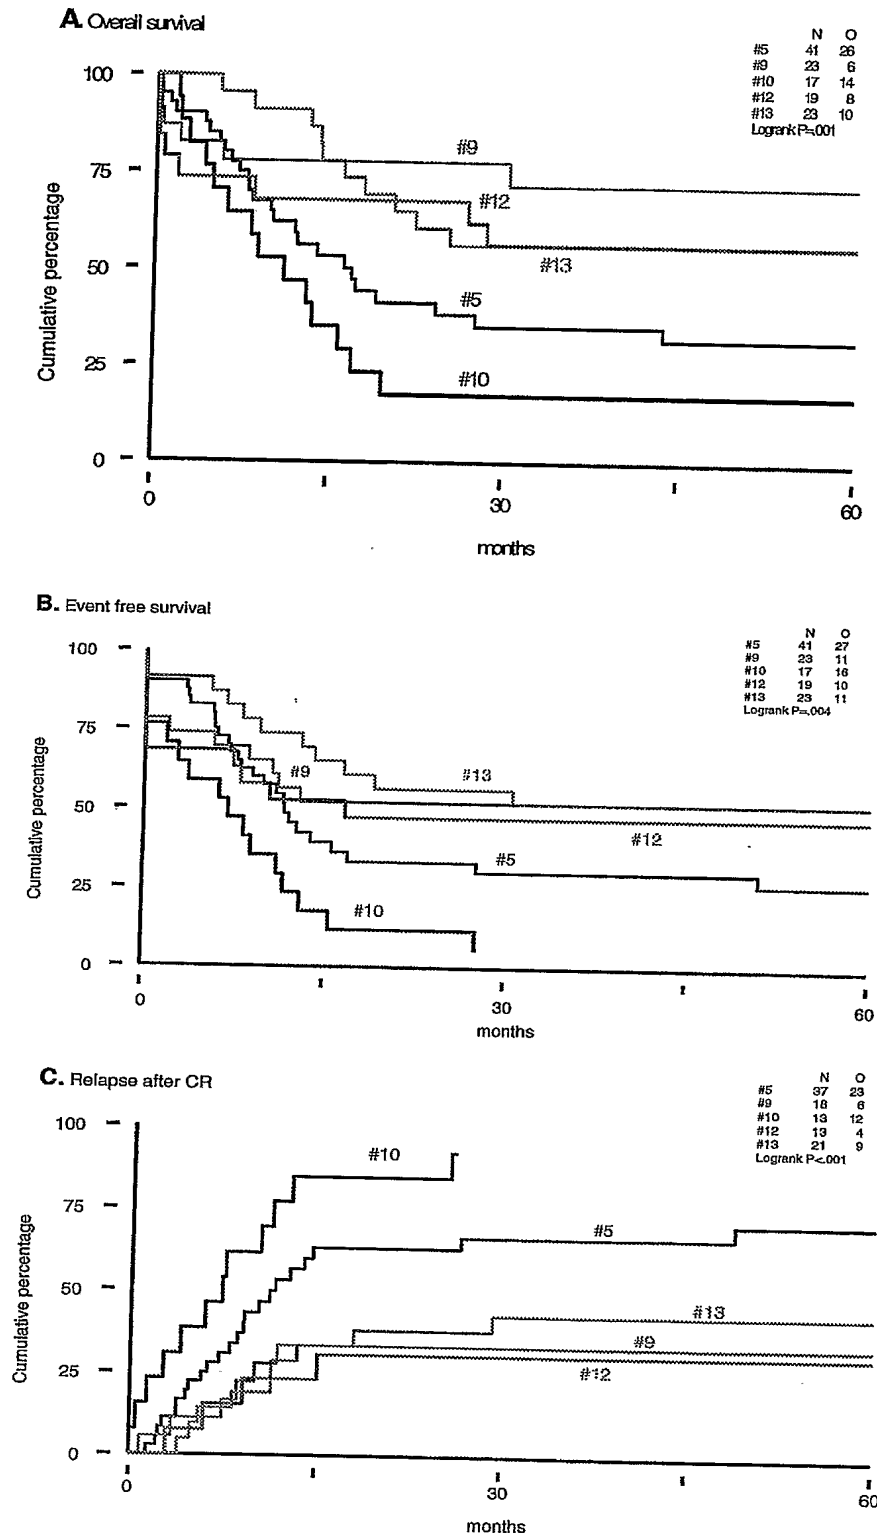 A. Overall survival
N O
#5 41 26
#9 23 6
#10 17 14
#12 19 8
#13 23 10
Logrank P=.001
100
75
50
25
0
Cumulative percentage
#9
#12
#13
#5
#10
0 30 60
months
B. Event free survival
N O
#5 41 27
#9 23 11
#10 17 16
#12 19 10
#13 23 11
Logrank P=.004
100
75
50
25
0
Cumulative percentage
#9
#13
#12
#5
#10
0 30 60
months
C. Relapse after CR
N O
#5 37 23
#9 18 6
#10 13 12
#12 13 4
#13 21 9
Logrank P<.001
100
75
50
25
0
Cumulative percentage
#10
#5
#13
#9
#12
0 30 60
months